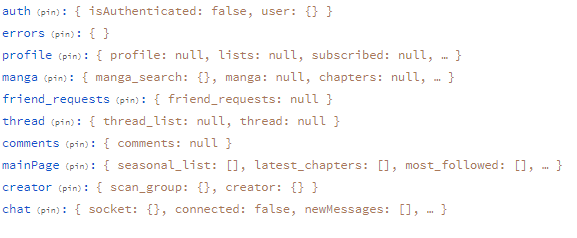 auth (pin): { isAuthenticated: false, user: {} }
errors (pin): { }
profile (pin): { profile: null, lists: null, subscribed: null, … }
manga (pin): { manga_search: {}, manga: null, chapters: null, … }
friend_requests (pin): { friend_requests: null }
thread (pin): { thread_list: null, thread: null }
comments (pin): { comments: null }
mainPage (pin): { seasonal_list: [], latest_chapters: [], most_followed: [], … }
creator (pin): { scan_group: {}, creator: {} }
chat (pin): { socket: {}, connected: false, newMessages: [], … }